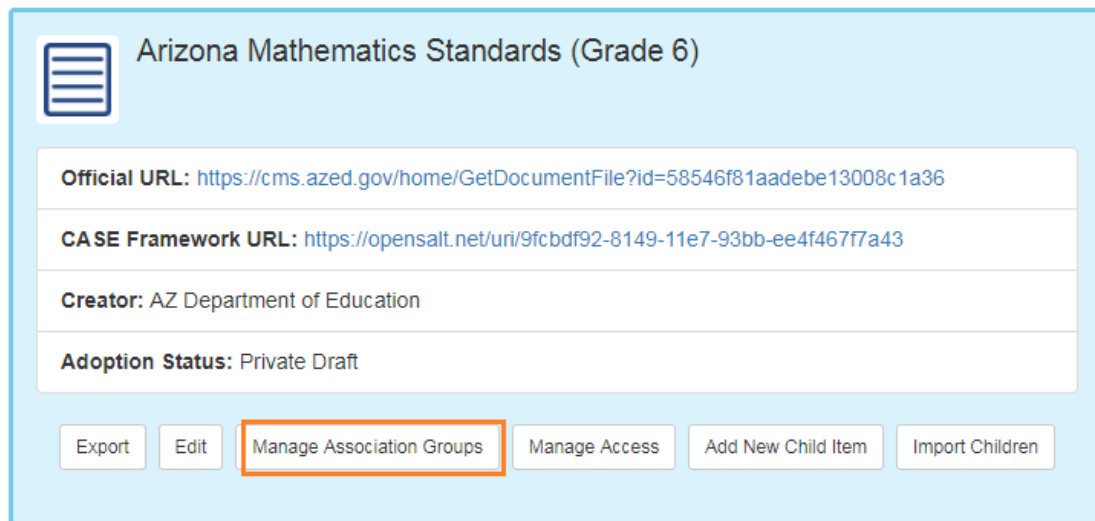 Arizona Mathematics Standards (Grade 6)
Official URL: https://cms.azed.gov/home/GetDocumentFile?id=58546f81aadebe13008c1a36
CASE Framework URL: https://opensalt.net/uri/9fcbdf92-8149-11e7-93bb-ee4f467f7a43
Creator: AZ Department of Education
Adoption Status: Private Draft
Export Edit Manage Association Groups Manage Access Add New Child Item Import Children